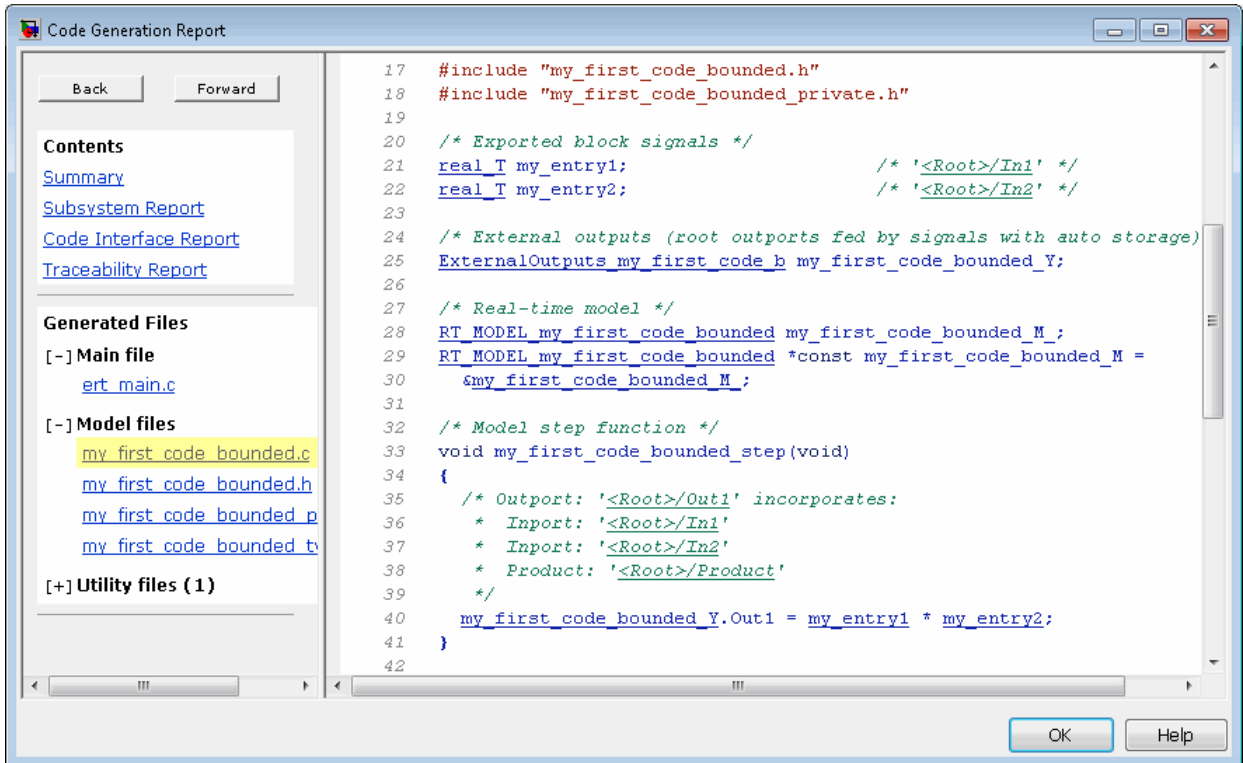 Code Generation Report
Back Forward
Contents
Summary
Subsystem Report
Code Interface Report
Traceability Report
Generated Files
[-] Main file
ert_main.c
[-] Model files
my_first_code_bounded.c
my_first_code_bounded.h
my_first_code_bounded_p
my_first_code_bounded_ty
[+] Utility files (1)
17 #include "my_first_code_bounded.h"
18 #include "my_first_code_bounded_private.h"
19
20 /* Exported block signals */
21 real_T my_entry1; /* '<Root>/In1' */
22 real_T my_entry2; /* '<Root>/In2' */
23
24 /* External outputs (root outports fed by signals with auto storage)
25 ExternalOutputs_my_first_code_b my_first_code_bounded_Y;
26
27 /* Real-time model */
28 RT_MODEL_my_first_code_bounded my_first_code_bounded_M_;
29 RT_MODEL_my_first_code_bounded *const my_first_code_bounded_M =
30 &my_first_code_bounded_M_;
31
32 /* Model step function */
33 void my_first_code_bounded_step(void)
34 {
35 /* Outport: '<Root>/Out1' incorporates:
36 * Inport: '<Root>/In1'
37 * Inport: '<Root>/In2'
38 * Product: '<Root>/Product'
39 */
40 my_first_code_bounded_Y.Out1 = my_entry1 * my_entry2;
41 }
42
OK Help